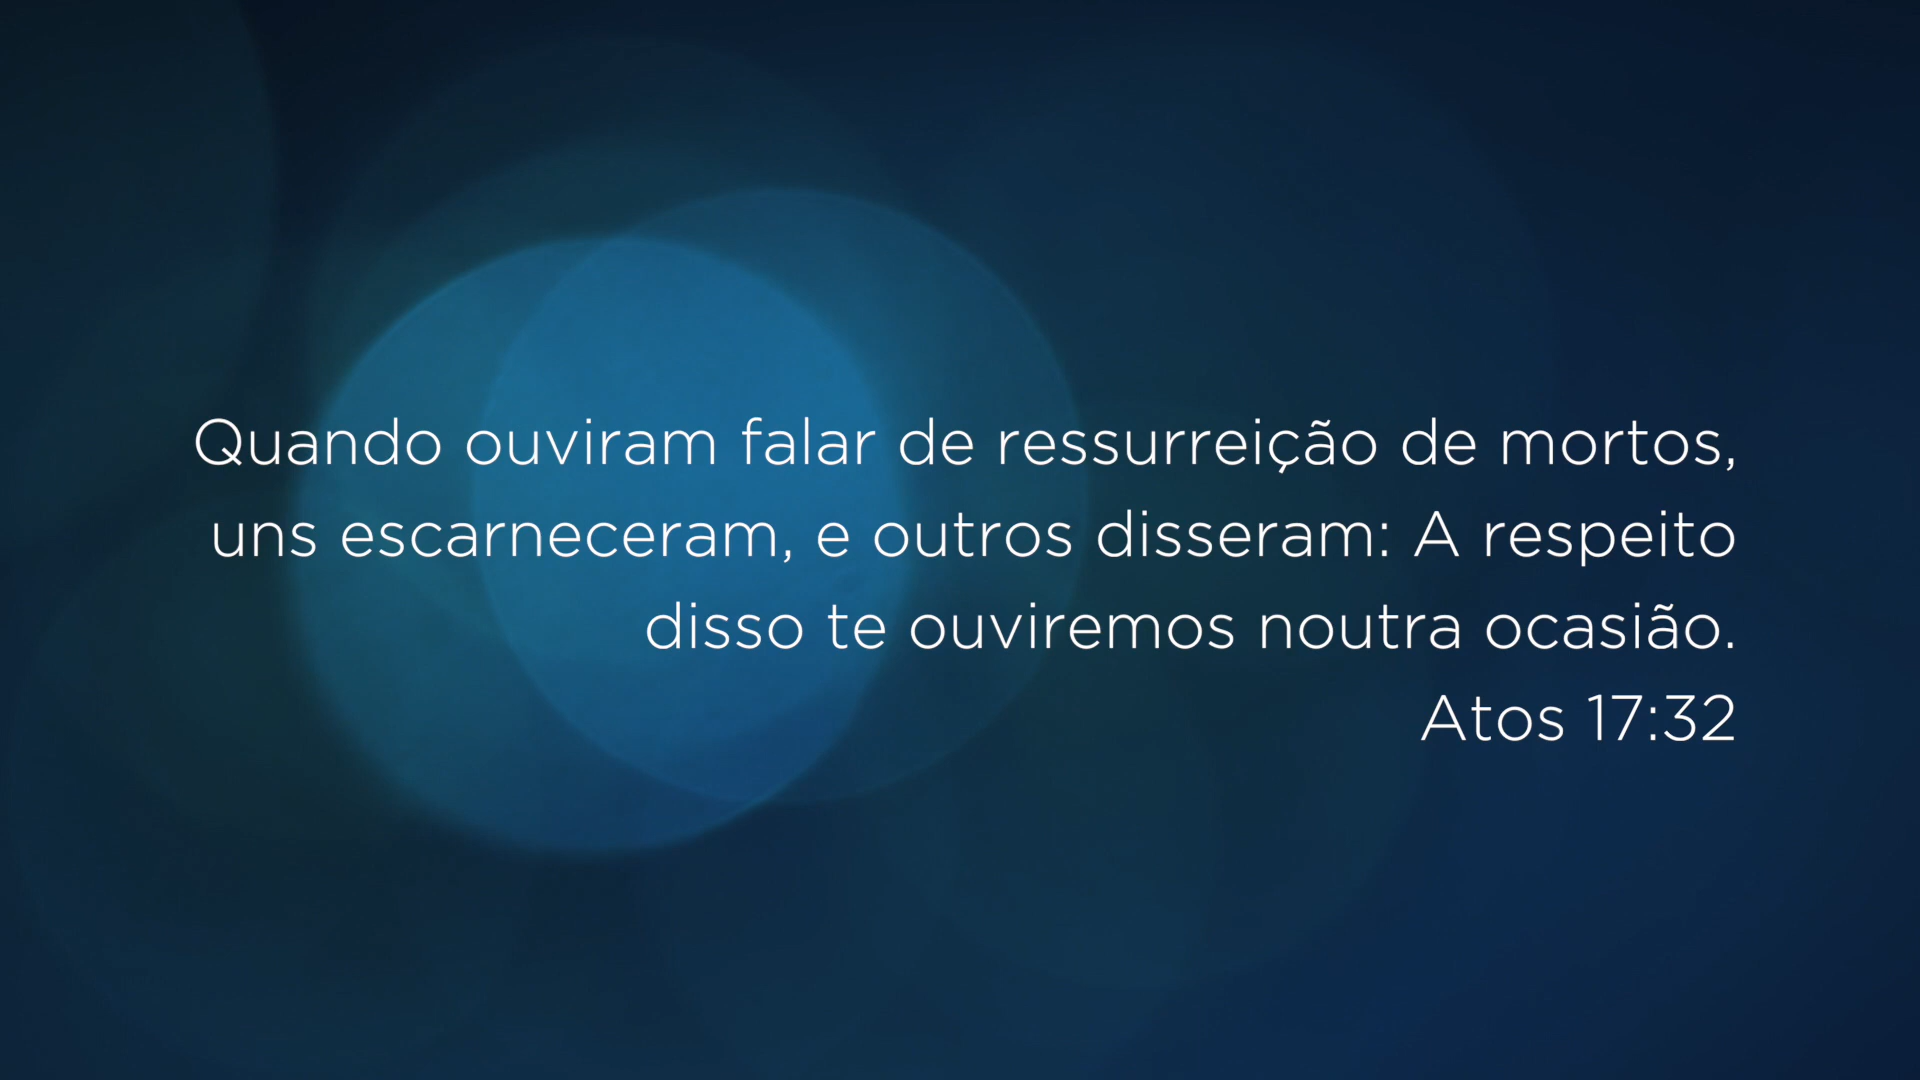 Quando ouviram falar de ressurreição de mortos,
uns escarneceram, e outros disseram: A respeito
disso te ouviremos noutra ocasião.
Atos 17:32